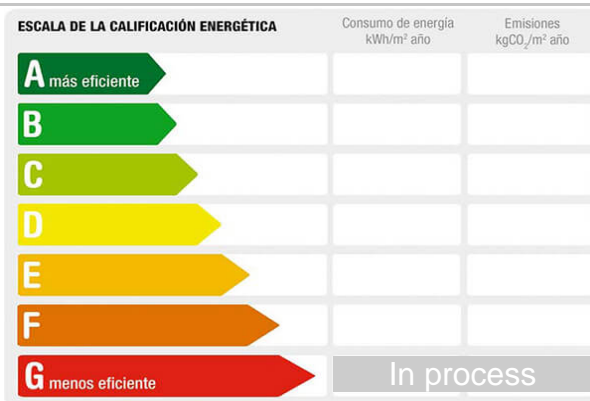 ESCALA DE LA CALIFICACIÓN ENERGÉTICA
Consumo de energía
kWh/m² año
Emisiones
kgCO₂/m² año
A más eficiente
B
C
D
E
F
G menos eficiente
In process